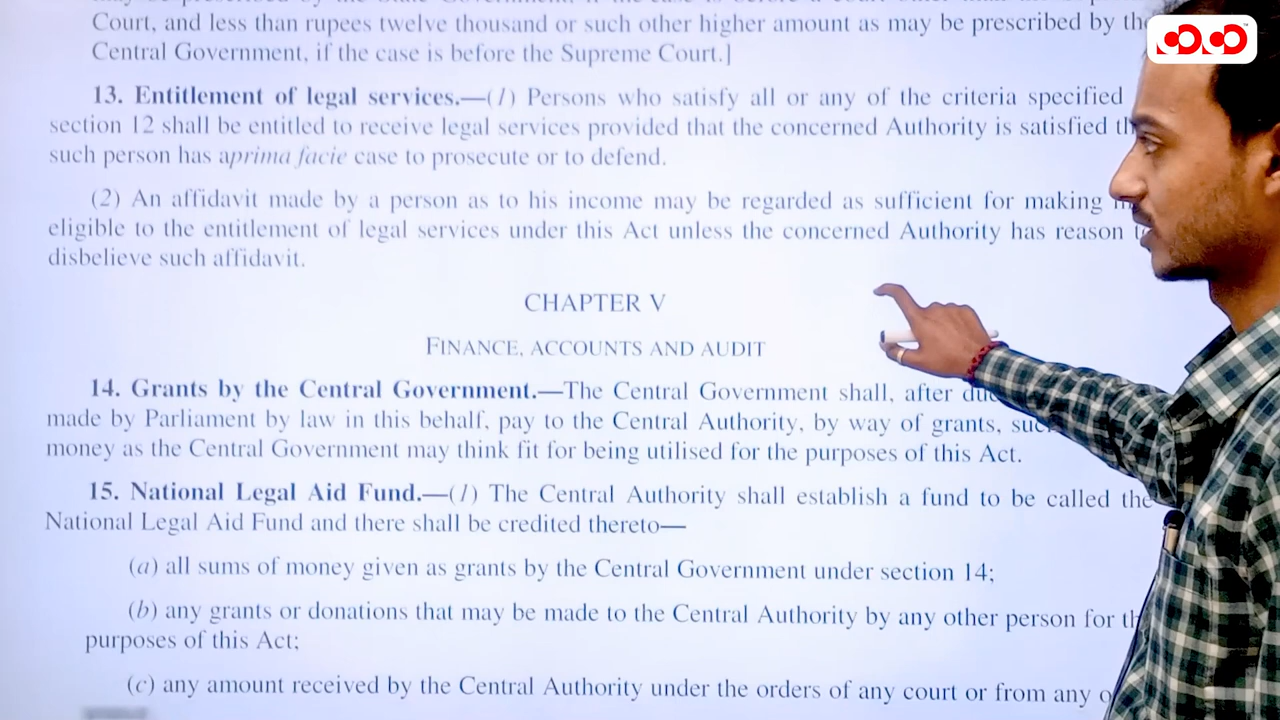 Court, and less than rupees twelve thousand or such other higher amount as may be prescribed by the
Central Government, if the case is before the Supreme Court.]
13. Entitlement of legal services.—(1) Persons who satisfy all or any of the criteria specified
section 12 shall be entitled to receive legal services provided that the concerned Authority is satisfied
such person has aprima facie case to prosecute or to defend.
(2) An affidavit made by a person as to his income may be regarded as sufficient for making
eligible to the entitlement of legal services under this Act unless the concerned Authority has reason
disbelieve such affidavit.
CHAPTER V
FINANCE, ACCOUNTS AND AUDIT
14. Grants by the Central Government.—The Central Government shall, after
made by Parliament by law in this behalf, pay to the Central Authority, by way of grants,
money as the Central Government may think fit for being utilised for the purposes of this Act.
15. National Legal Aid Fund.—(1) The Central Authority shall establish a fund to be called the
National Legal Aid Fund and there shall be credited thereto—
(a) all sums of money given as grants by the Central Government under section 14;
(b) any grants or donations that may be made to the Central Authority by any other person for
purposes of this Act;
(c) any amount received by the Central Authority under the orders of any court or from any